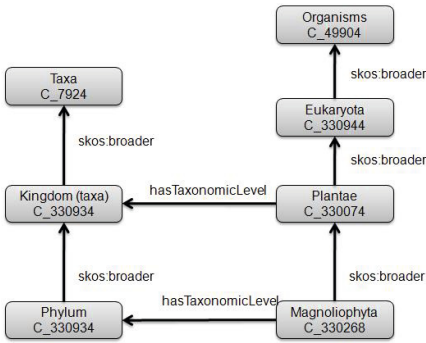 Organisms
C_49904
Taxa
C_7924
skos:broader
Eukaryota
C_330944
skos:broader
skos:broader
Kingdom (taxa)
C_330934
hasTaxonomicLevel
Plantae
C_330074
skos:broader
skos:broader
Phylum
C_330934
hasTaxonomicLevel
Magnoliophyta
C_330268